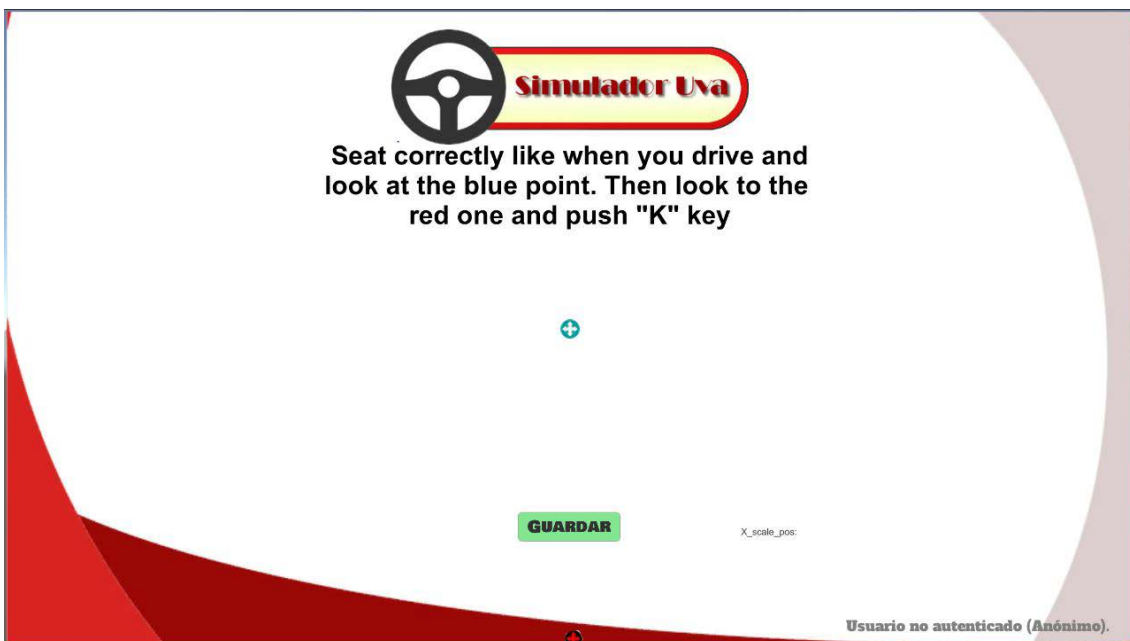 Simulador Uva
Seat correctly like when you drive and
look at the blue point. Then look to the
red one and push "K" key
GUARDAR
X_scale_pos:
Usuario no autenticado (Anónimo).